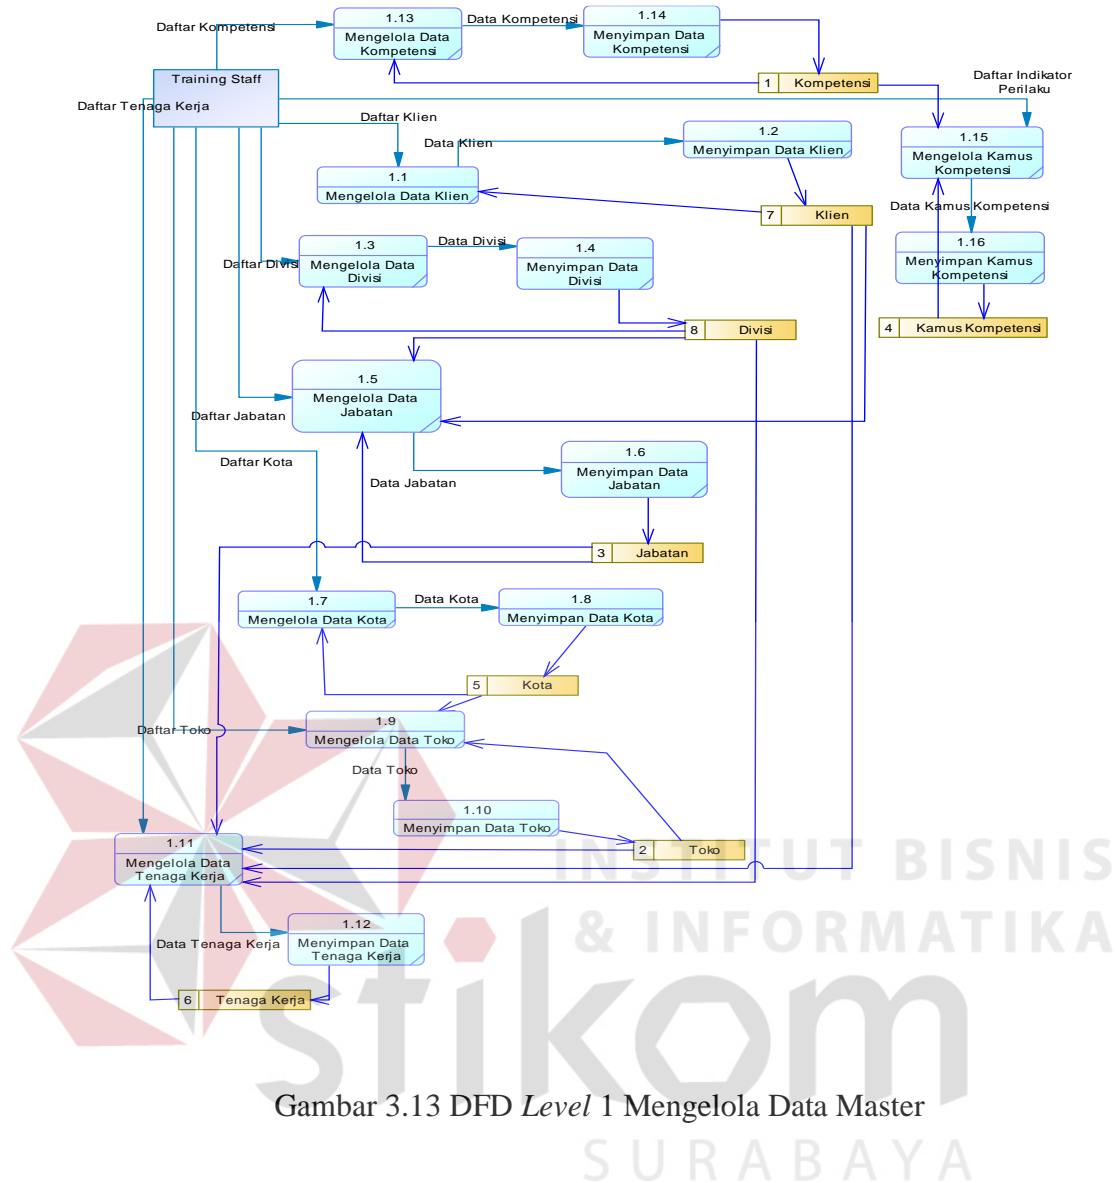 1.13
Mengelola Data
Kompetensi
Daftar Kompetensi
Data Kompetensi
1.14
Menyimpan Data
Kompetensi
Training Staff
1 Kompetensi
Daftar Indikator
Perilaku
Daftar Tenaga Kerja
Daftar Klien
Data Klien
1.2
Menyimpan Data Klien
1.15
Mengelola Kamus
Kompetensi
1.1
Mengelola Data Klien
7 Klien
Data Kamus Kompetensi
1.3
Mengelola Data
Divisi
Daftar Divisi
Data Divisi
1.4
Menyimpan Data
Divisi
1.16
Menyimpan Kamus
Kompetensi
8 Divisi
4 Kamus Kompetensi
1.5
Mengelola Data
Jabatan
Daftar Jabatan
Daftar Kota
Data Jabatan
1.6
Menyimpan Data
Jabatan
3 Jabatan
1.7
Mengelola Data Kota
Data Kota
1.8
Menyimpan Data Kota
5 Kota
Daftar Toko
1.9
Mengelola Data Toko
Data Toko
1.10
Menyimpan Data Toko
2 Toko
1.11
Mengelola Data
Tenaga Kerja
Data Tenaga Kerja
1.12
Menyimpan Data
Tenaga Kerja
6 Tenaga Kerja
INSTITUT BISNIS
& INFORMATIKA
stikom
SURABAYA
Gambar 3.13 DFD Level 1 Mengelola Data Master